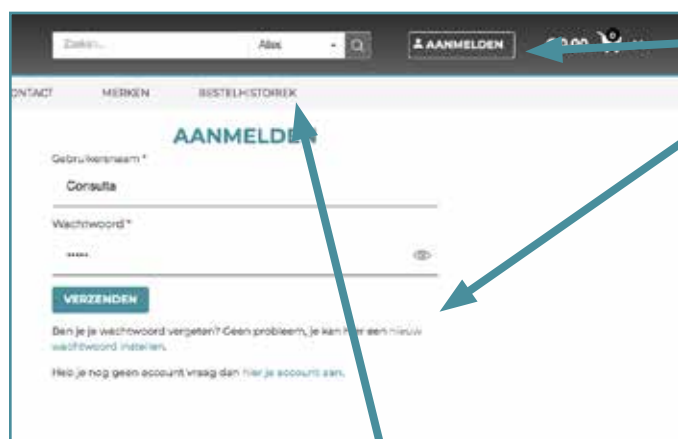 Zoeken... Alles AANMELDEN 0,00 0
ONTACT MERKEN BESTELHISTORIEK
AANMELDEN
Gebruikersnaam *
Consulta
Wachtwoord *
•••••
VERZENDEN
Ben je je wachtwoord vergeten? Geen probleem, je kan hier een nieuw
wachtwoord instellen.
Heb je nog geen account vraag dan hier je account aan.